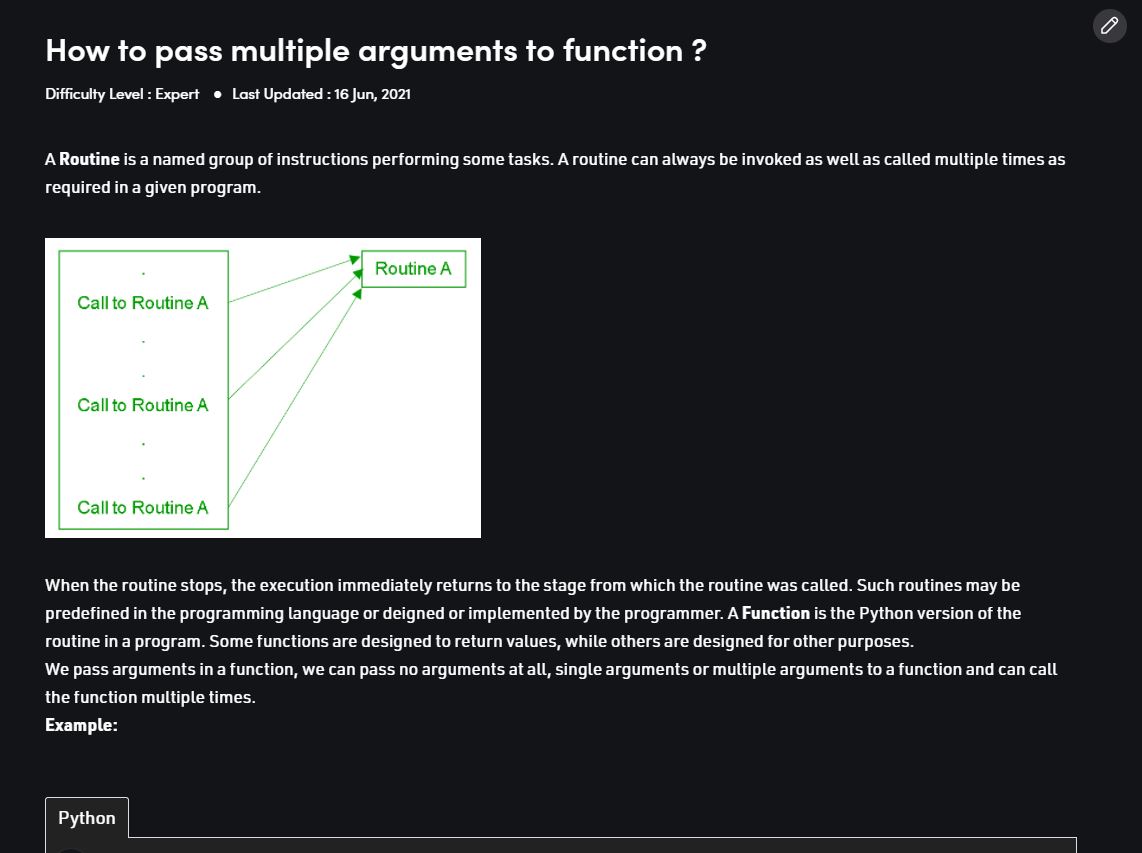 How to pass multiple arguments to function ?
Difficulty Level : Expert ● Last Updated : 16 Jun, 2021
A Routine is a named group of instructions performing some tasks. A routine can always be invoked as well as called multiple times as
required in a given program.
Call to Routine A
Routine A
Call to Routine A
Call to Routine A
When the routine stops, the execution immediately returns to the stage from which the routine was called. Such routines may be
predefined in the programming language or deigned or implemented by the programmer. A Function is the Python version of the
routine in a program. Some functions are designed to return values, while others are designed for other purposes.
We pass arguments in a function, we can pass no arguments at all, single arguments or multiple arguments to a function and can call
the function multiple times.
Example:
Python